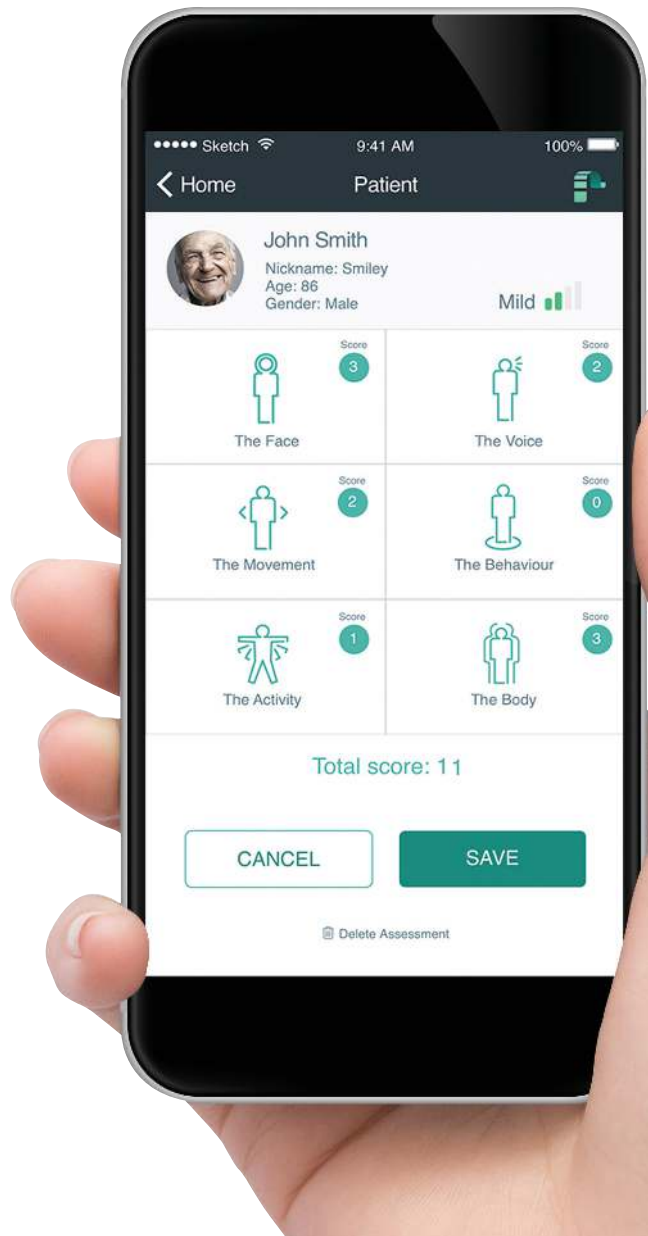 Sketch 9:41 AM 100%
Home Patient
John Smith
Nickname: Smiley
Age: 86
Gender: Male
Mild
Score
3
The Face
Score
2
The Voice
Score
2
The Movement
Score
0
The Behaviour
Score
1
The Activity
Score
3
The Body
Total score: 11
CANCEL SAVE
Delete Assessment